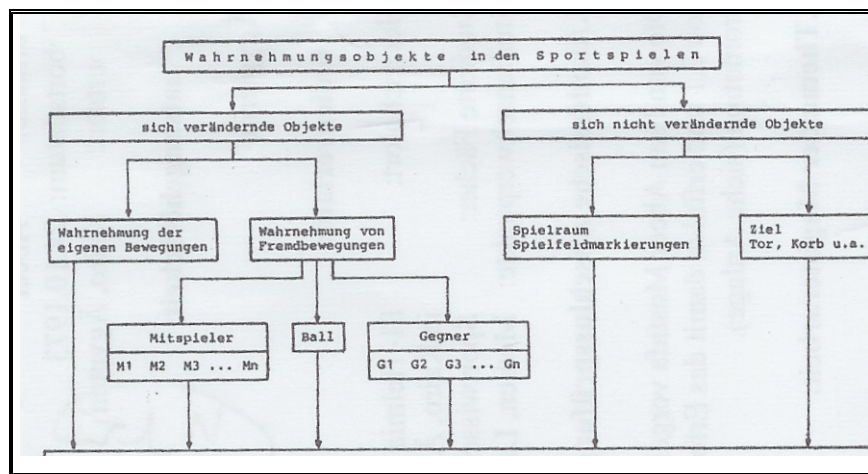 Wahrnehmungsobjekte in den Sportspielen
sich verändernde Objekte
sich nicht verändernde Objekte
Wahrnehmung der
eigenen Bewegungen
Wahrnehmung von
Fremdbewegungen
Spielraum
Spielfeldmarkierungen
Ziel
Tor, Korb u.a.
Mitspieler
M1 M2 M3 ... Mn
Ball
Gegner
G1 G2 G3 ... Gn